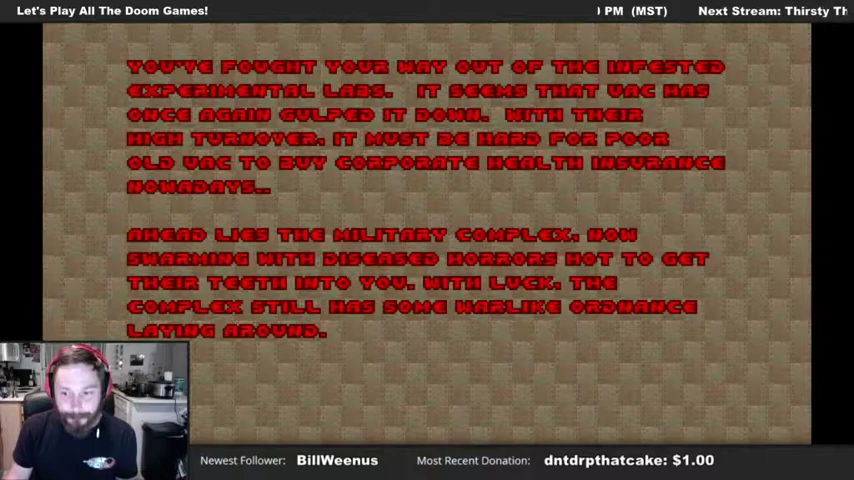 Let's Play All The Doom Games!
PM (MST) Next Stream: Thirsty Th
YOU'VE FOUGHT YOUR WAY OUT OF THE INFESTED
EXPERIMENTAL LABS. IT SEEMS THAT UAC HAS
ONCE AGAIN GULPED IT DOWN. WITH THEIR
HIGH TURNOVER, IT MUST BE HARD FOR POOR
OLD UAC TO BUY CORPORATE HEALTH INSURANCE
NOWADAYS..
AHEAD LIES THE MILITARY COMPLEX, NOW
SWARMING WITH DISEASED HORRORS HOT TO GET
THEIR TEETH INTO YOU. WITH LUCK, THE
COMPLEX STILL HAS SOME WARLIKE ORDNANCE
LAYING AROUND.
Newest Follower: BillWeenus Most Recent Donation: dntdrpthatcake: $1.00